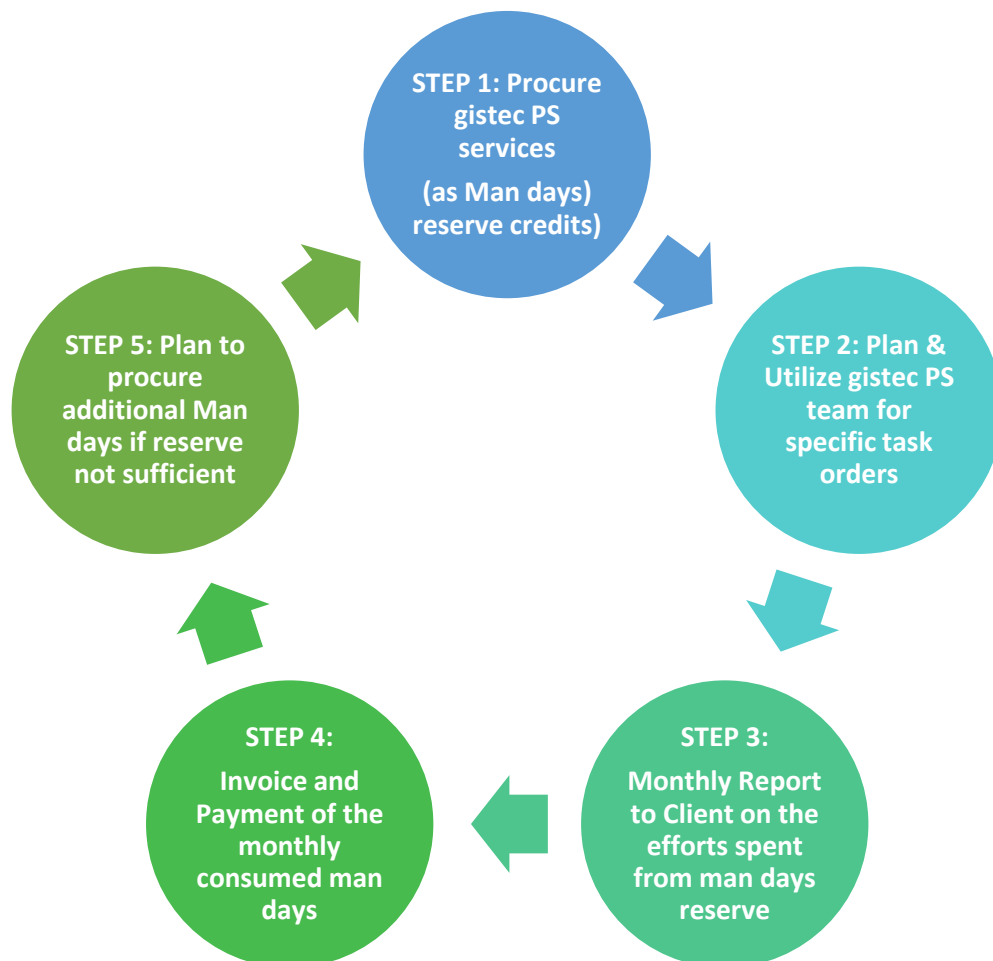 STEP 1: Procure
gistec PS
services
(as Man days)
reserve credits)
STEP 2: Plan &
Utilize gistec PS
team for
specific task
orders
STEP 3:
Monthly Report
to Client on the
efforts spent
from man days
reserve
STEP 4:
Invoice and
Payment of the
monthly
consumed man
days
STEP 5: Plan to
procure
additional Man
days if reserve
not sufficient